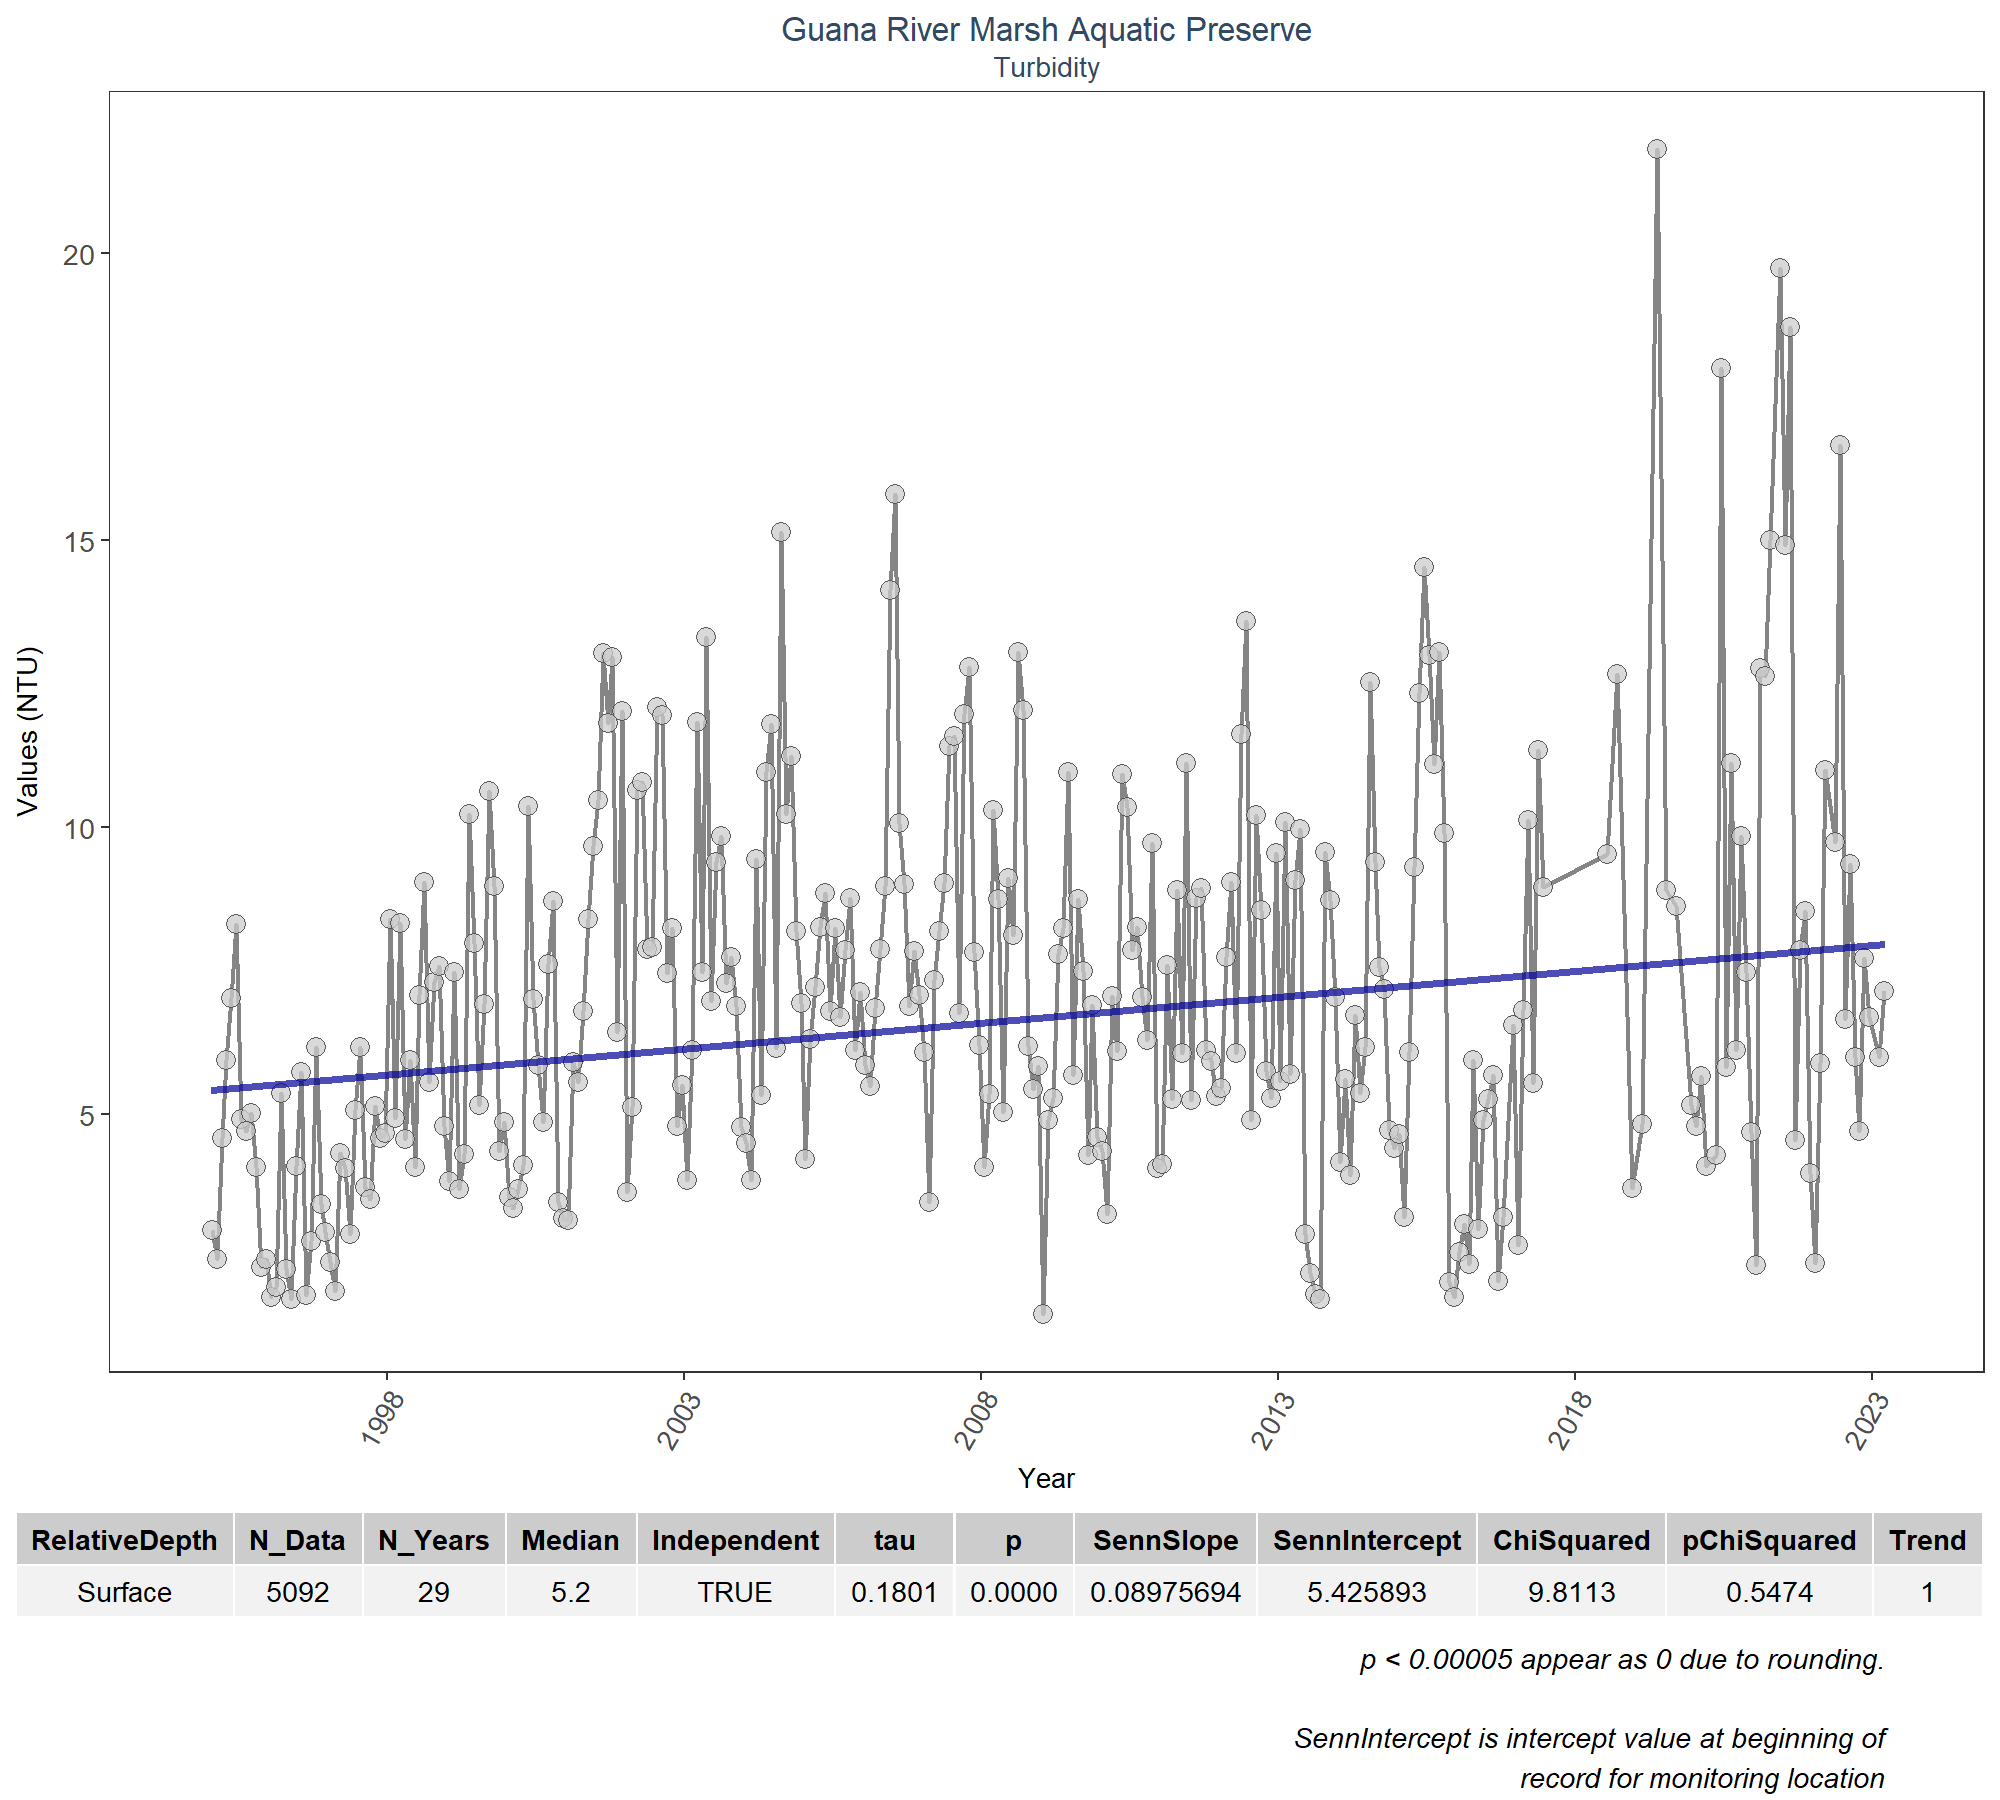 Guana River Marsh Aquatic Preserve
Turbidity
Values (NTU)
20
15
10
5
1998 2003 2008 2013 2018 2023
Year
RelativeDepth N_Data N_Years Median Independent tau p SennSlope SennIntercept ChiSquared pChiSquared Trend
Surface 5092 29 5.2 TRUE 0.1801 0.0000 0.08975694 5.425893 9.8113 0.5474 1
p < 0.00005 appear as 0 due to rounding.
SennIntercept is intercept value at beginning of
record for monitoring location